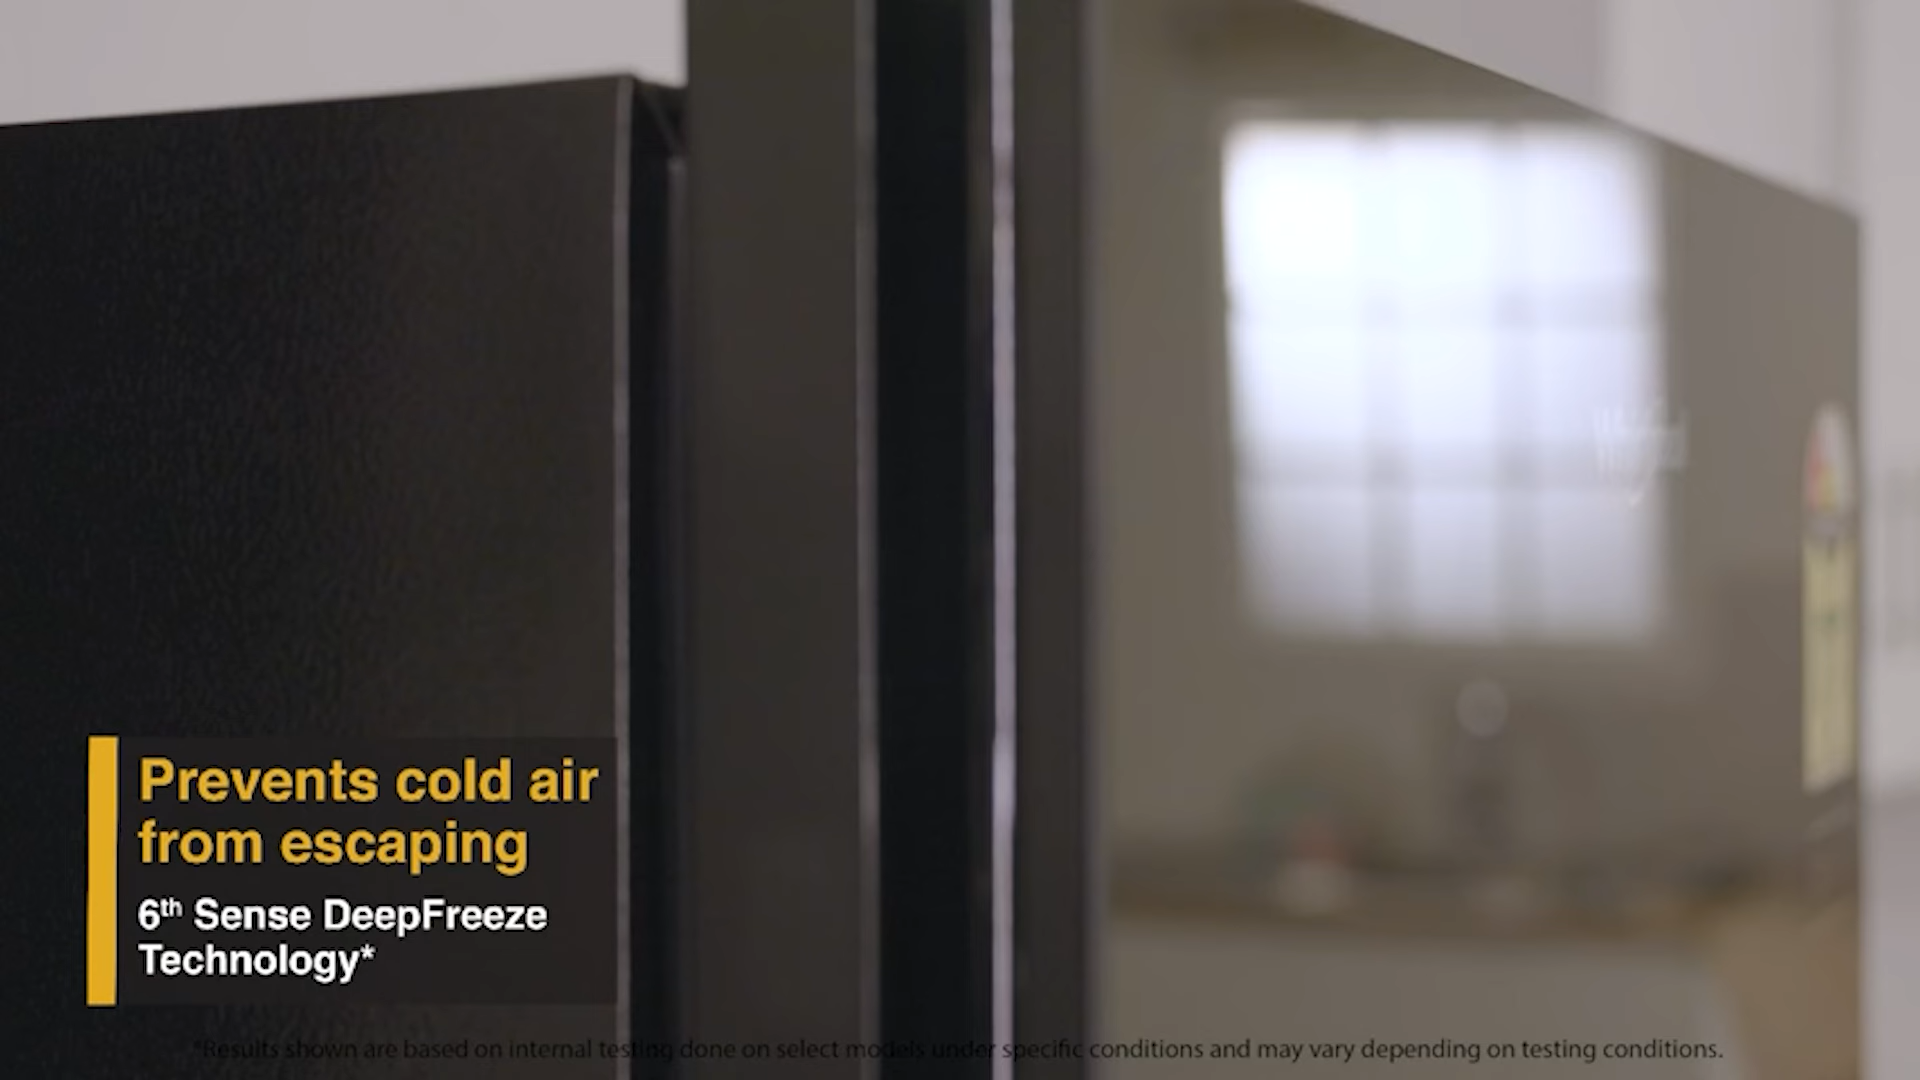 Whirlpool
Prevents cold air
from escaping
6th Sense DeepFreeze
Technology*
*Results shown are based on internal testing done on select models under specific conditions and may vary depending on testing conditions.